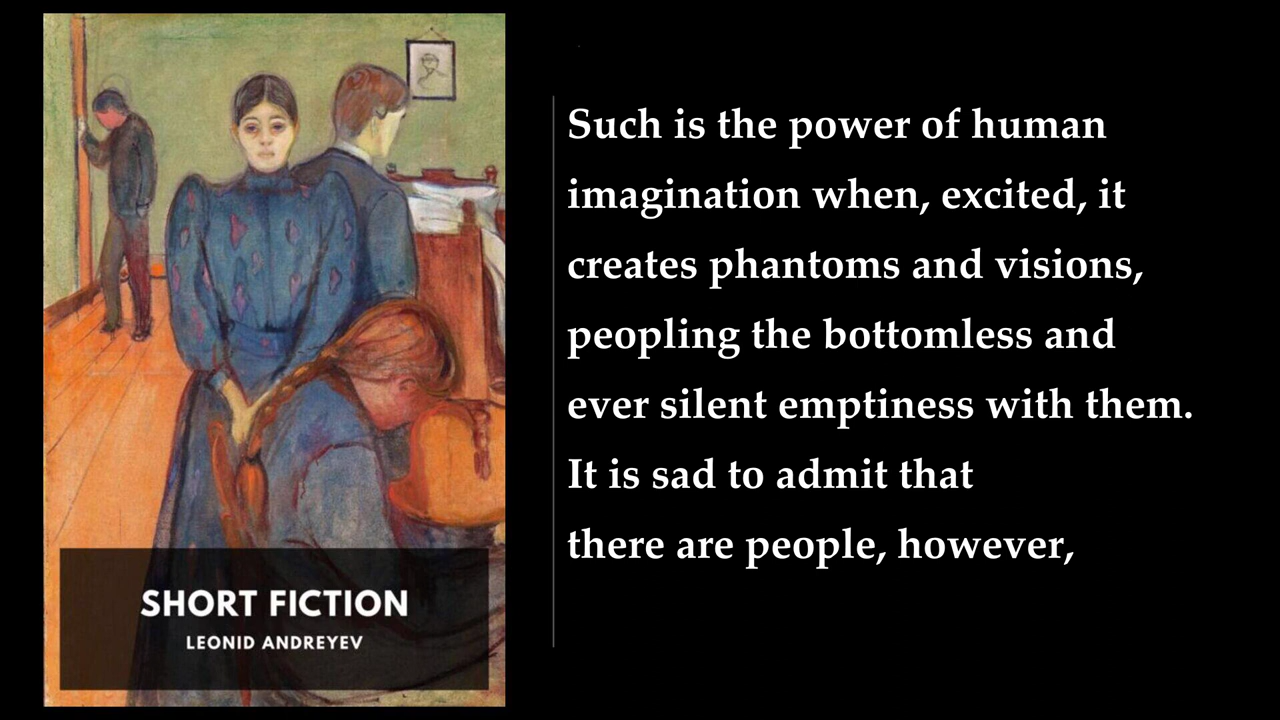 SHORT FICTION
LEONID ANDREYEV
Such is the power of human
imagination when, excited, it
creates phantoms and visions,
peopling the bottomless and
ever silent emptiness with them.
It is sad to admit that
there are people, however,